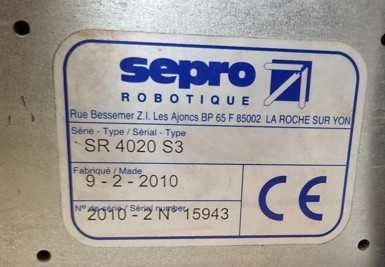 sepro
ROBOTIQUE
Rue Bessemer Z.I. Les Ajoncs BP 65 F 85002 LA ROCHE SUR YON
Série - Type / Sérial - Type
SR 4020 S3
Fabriqué / Made
9 - 2 - 2010
N° de série / Sérial number
2010 - 2 N° 15943
CE